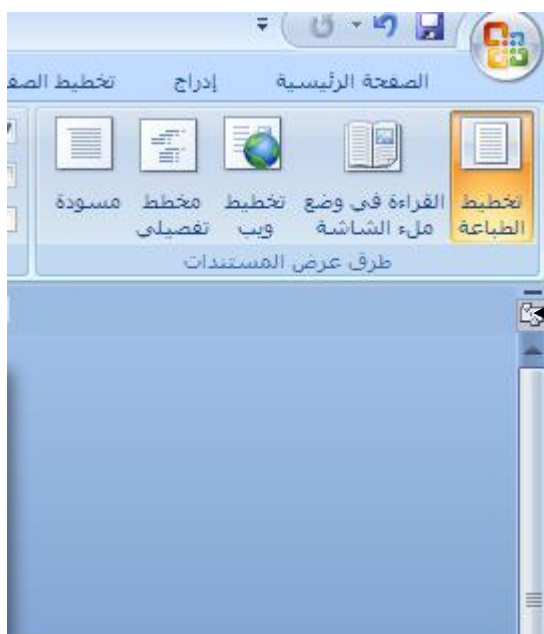 الصفحة الرئيسية
إدراج
تخطيط
تخطيط الطباعة
القراءة في وضع ملء الشاشة
تخطيط ويب
مخطط تفصيلي
مسودة
طرق عرض المستندات